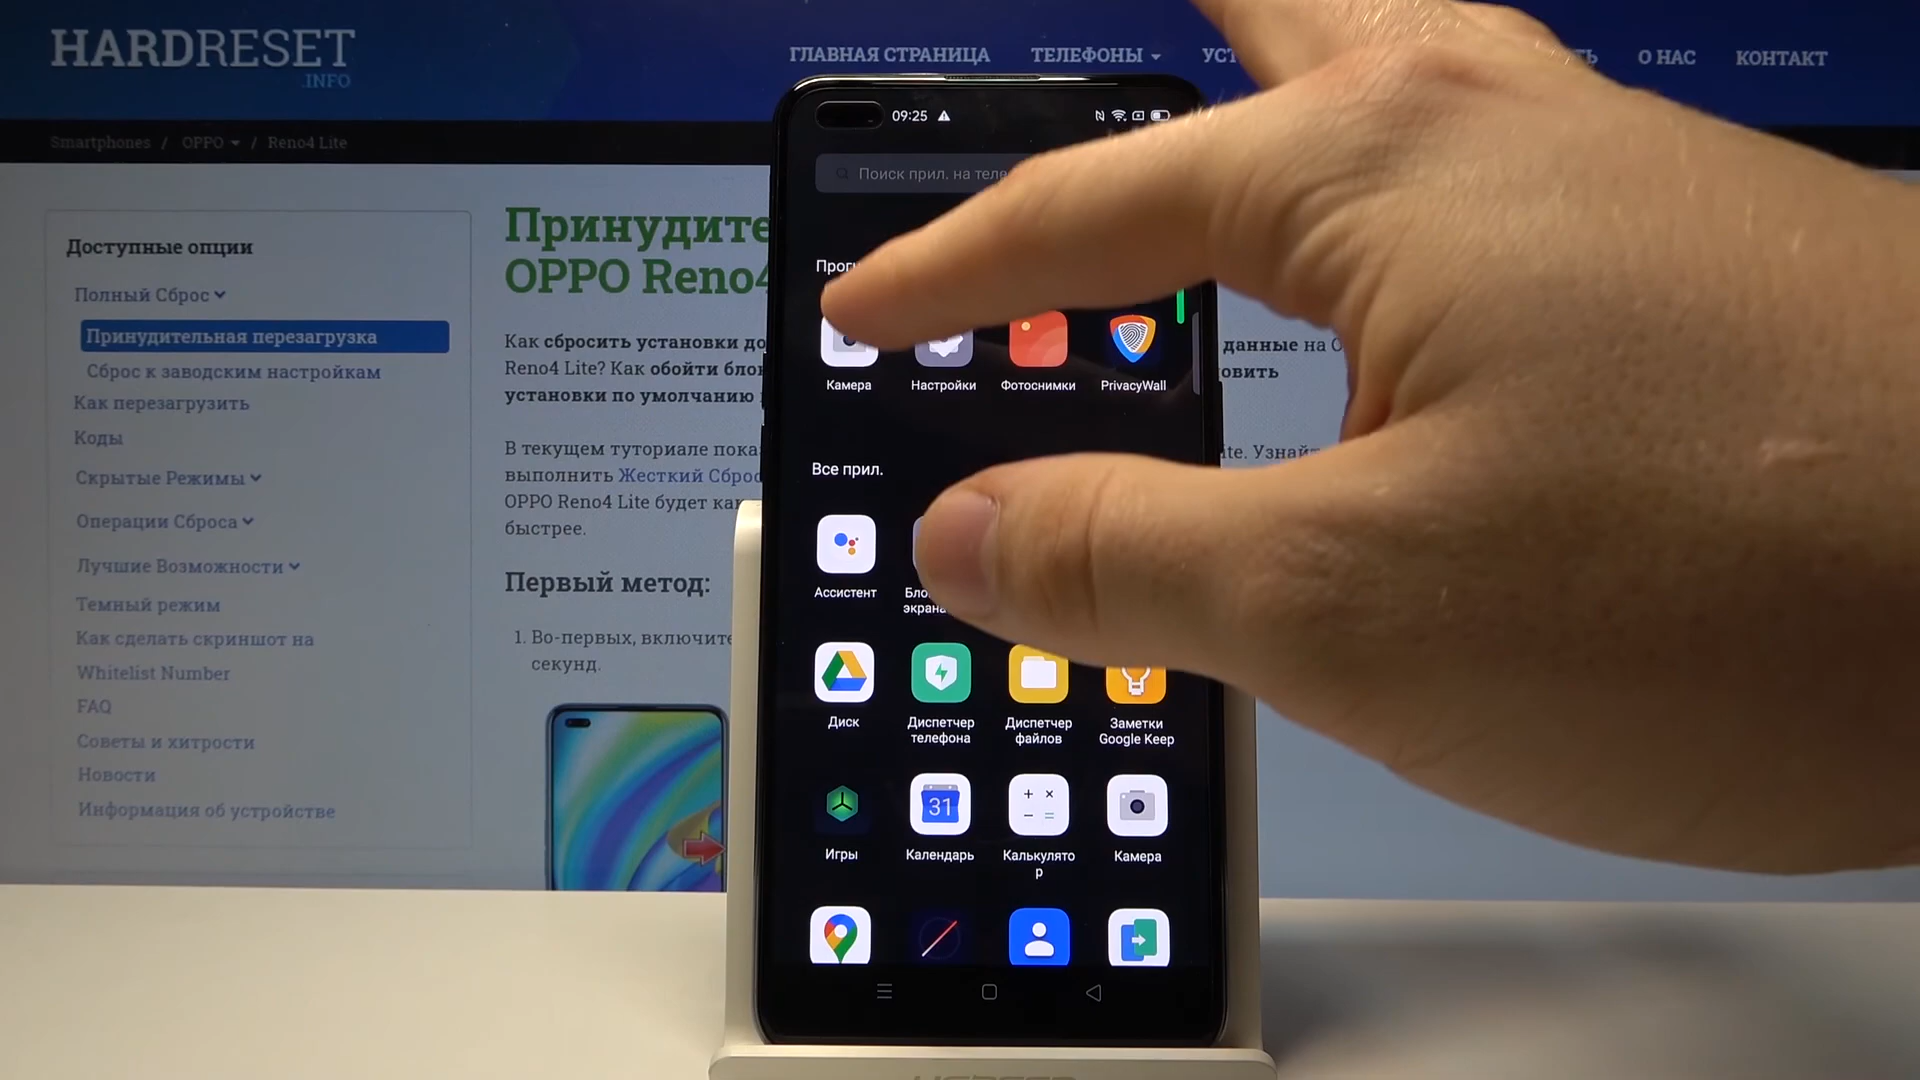 HARDRESET
.INFO
ГЛАВНАЯ СТРАНИЦА
ТЕЛЕФОНЫ
О НАС
КОНТАКТ
Smartphones / OPPO / Reno4 Lite
Доступные опции
Полный Сброс
Принудительная перезагрузка
Сброс к заводским настройкам
Как перезагрузить
Коды
Скрытые Режимы
Операции Сброса
Лучшие Возможности
Темный режим
Как сделать скриншот на
Whitelist Number
FAQ
Советы и хитрости
Новости
Информация об устройстве
OPPO Reno4
Как сбросить установки
данные на
Reno4 Lite? Как обойти
установки по умолчанию
В текущем туториале
Узнайт
выполнить Жесткий Сброс
OPPO Reno4 Lite будет
быстрее.
Первый метод:
1. Во-первых, включите
секунд.
09:25
Поиск прил. на теле
Камера
Настройки
Фотоснимки
PrivacyWall
Все прил.
Ассистент
экрана
Диск
Диспетчер
телефона
Диспетчер
файлов
Заметки
Google Keep
31
Игры
Календарь
Калькулято
р
Камера